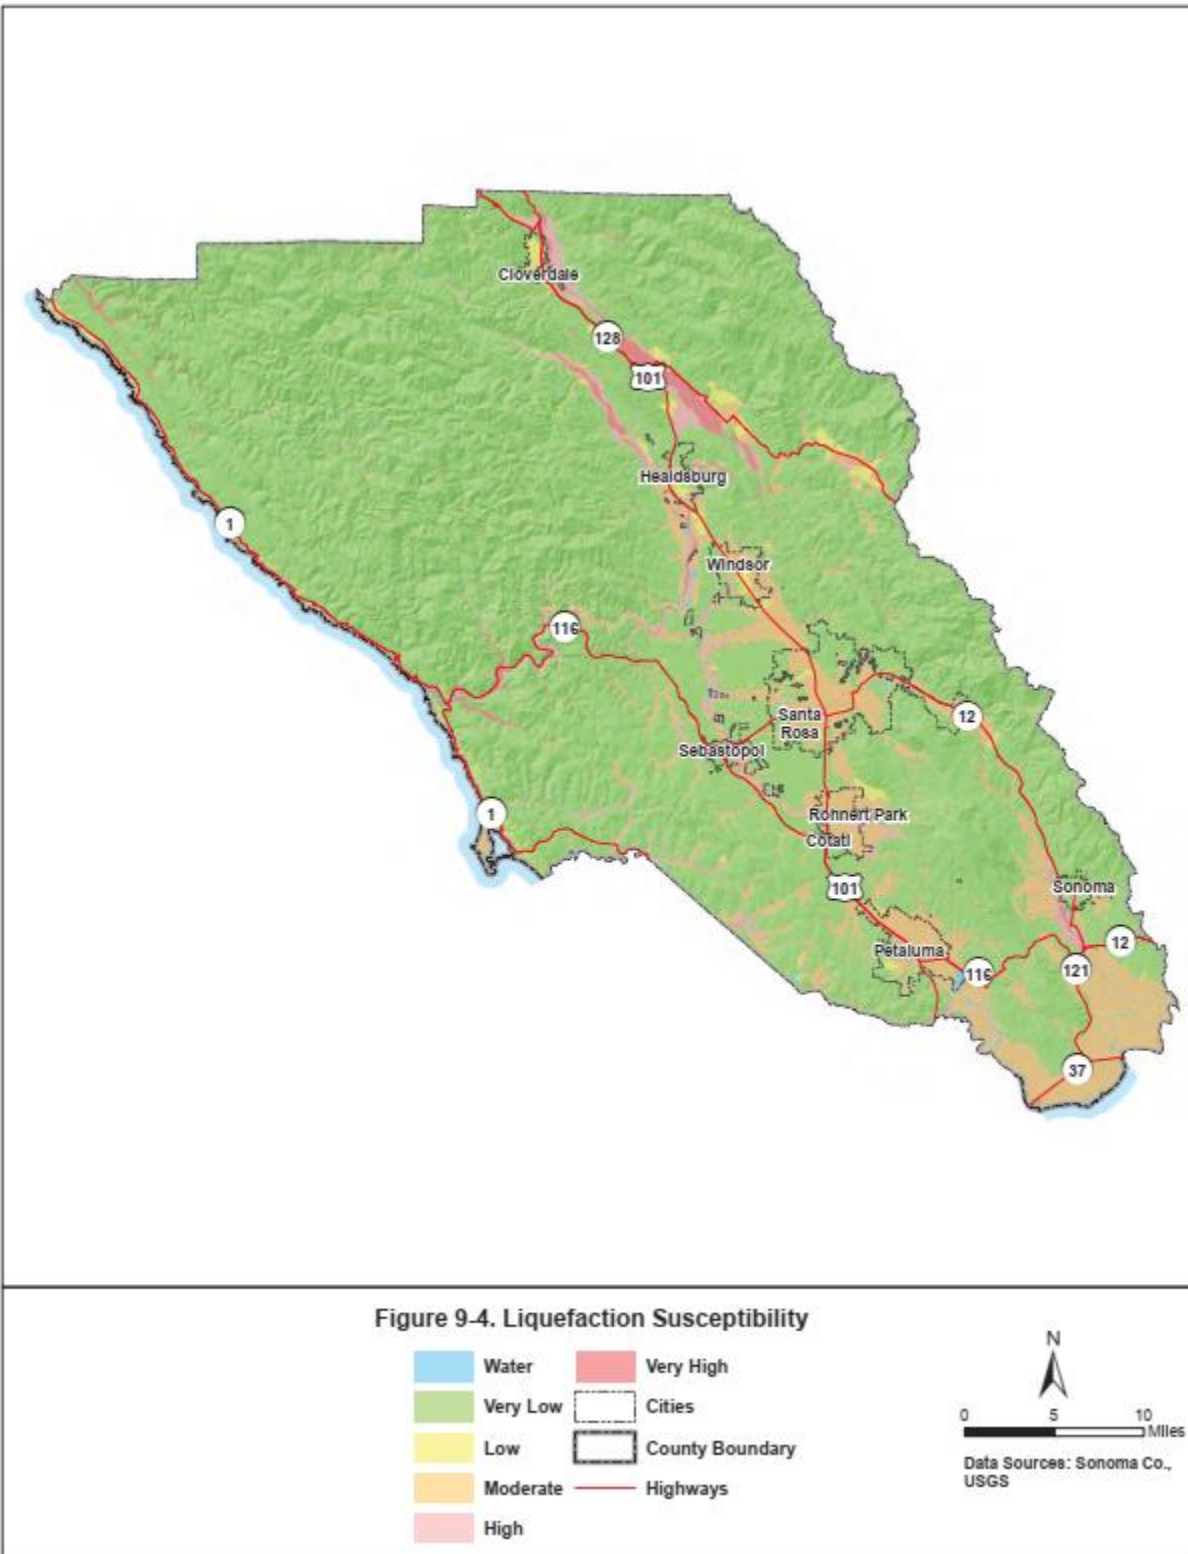 Cloverdale
128
101
Healdsburg
1
Windsor
116
12
Santa
Rosa
Sebastopol
1
Rohnert Park
Cotati
101
Sonoma
12
Petaluma
116
121
37
Figure 9-4. Liquefaction Susceptibility
Water
Very High
Very Low
Cities
Low
County Boundary
Moderate
Highways
High
N
0 5 10
Miles
Data Sources: Sonoma Co.,
USGS